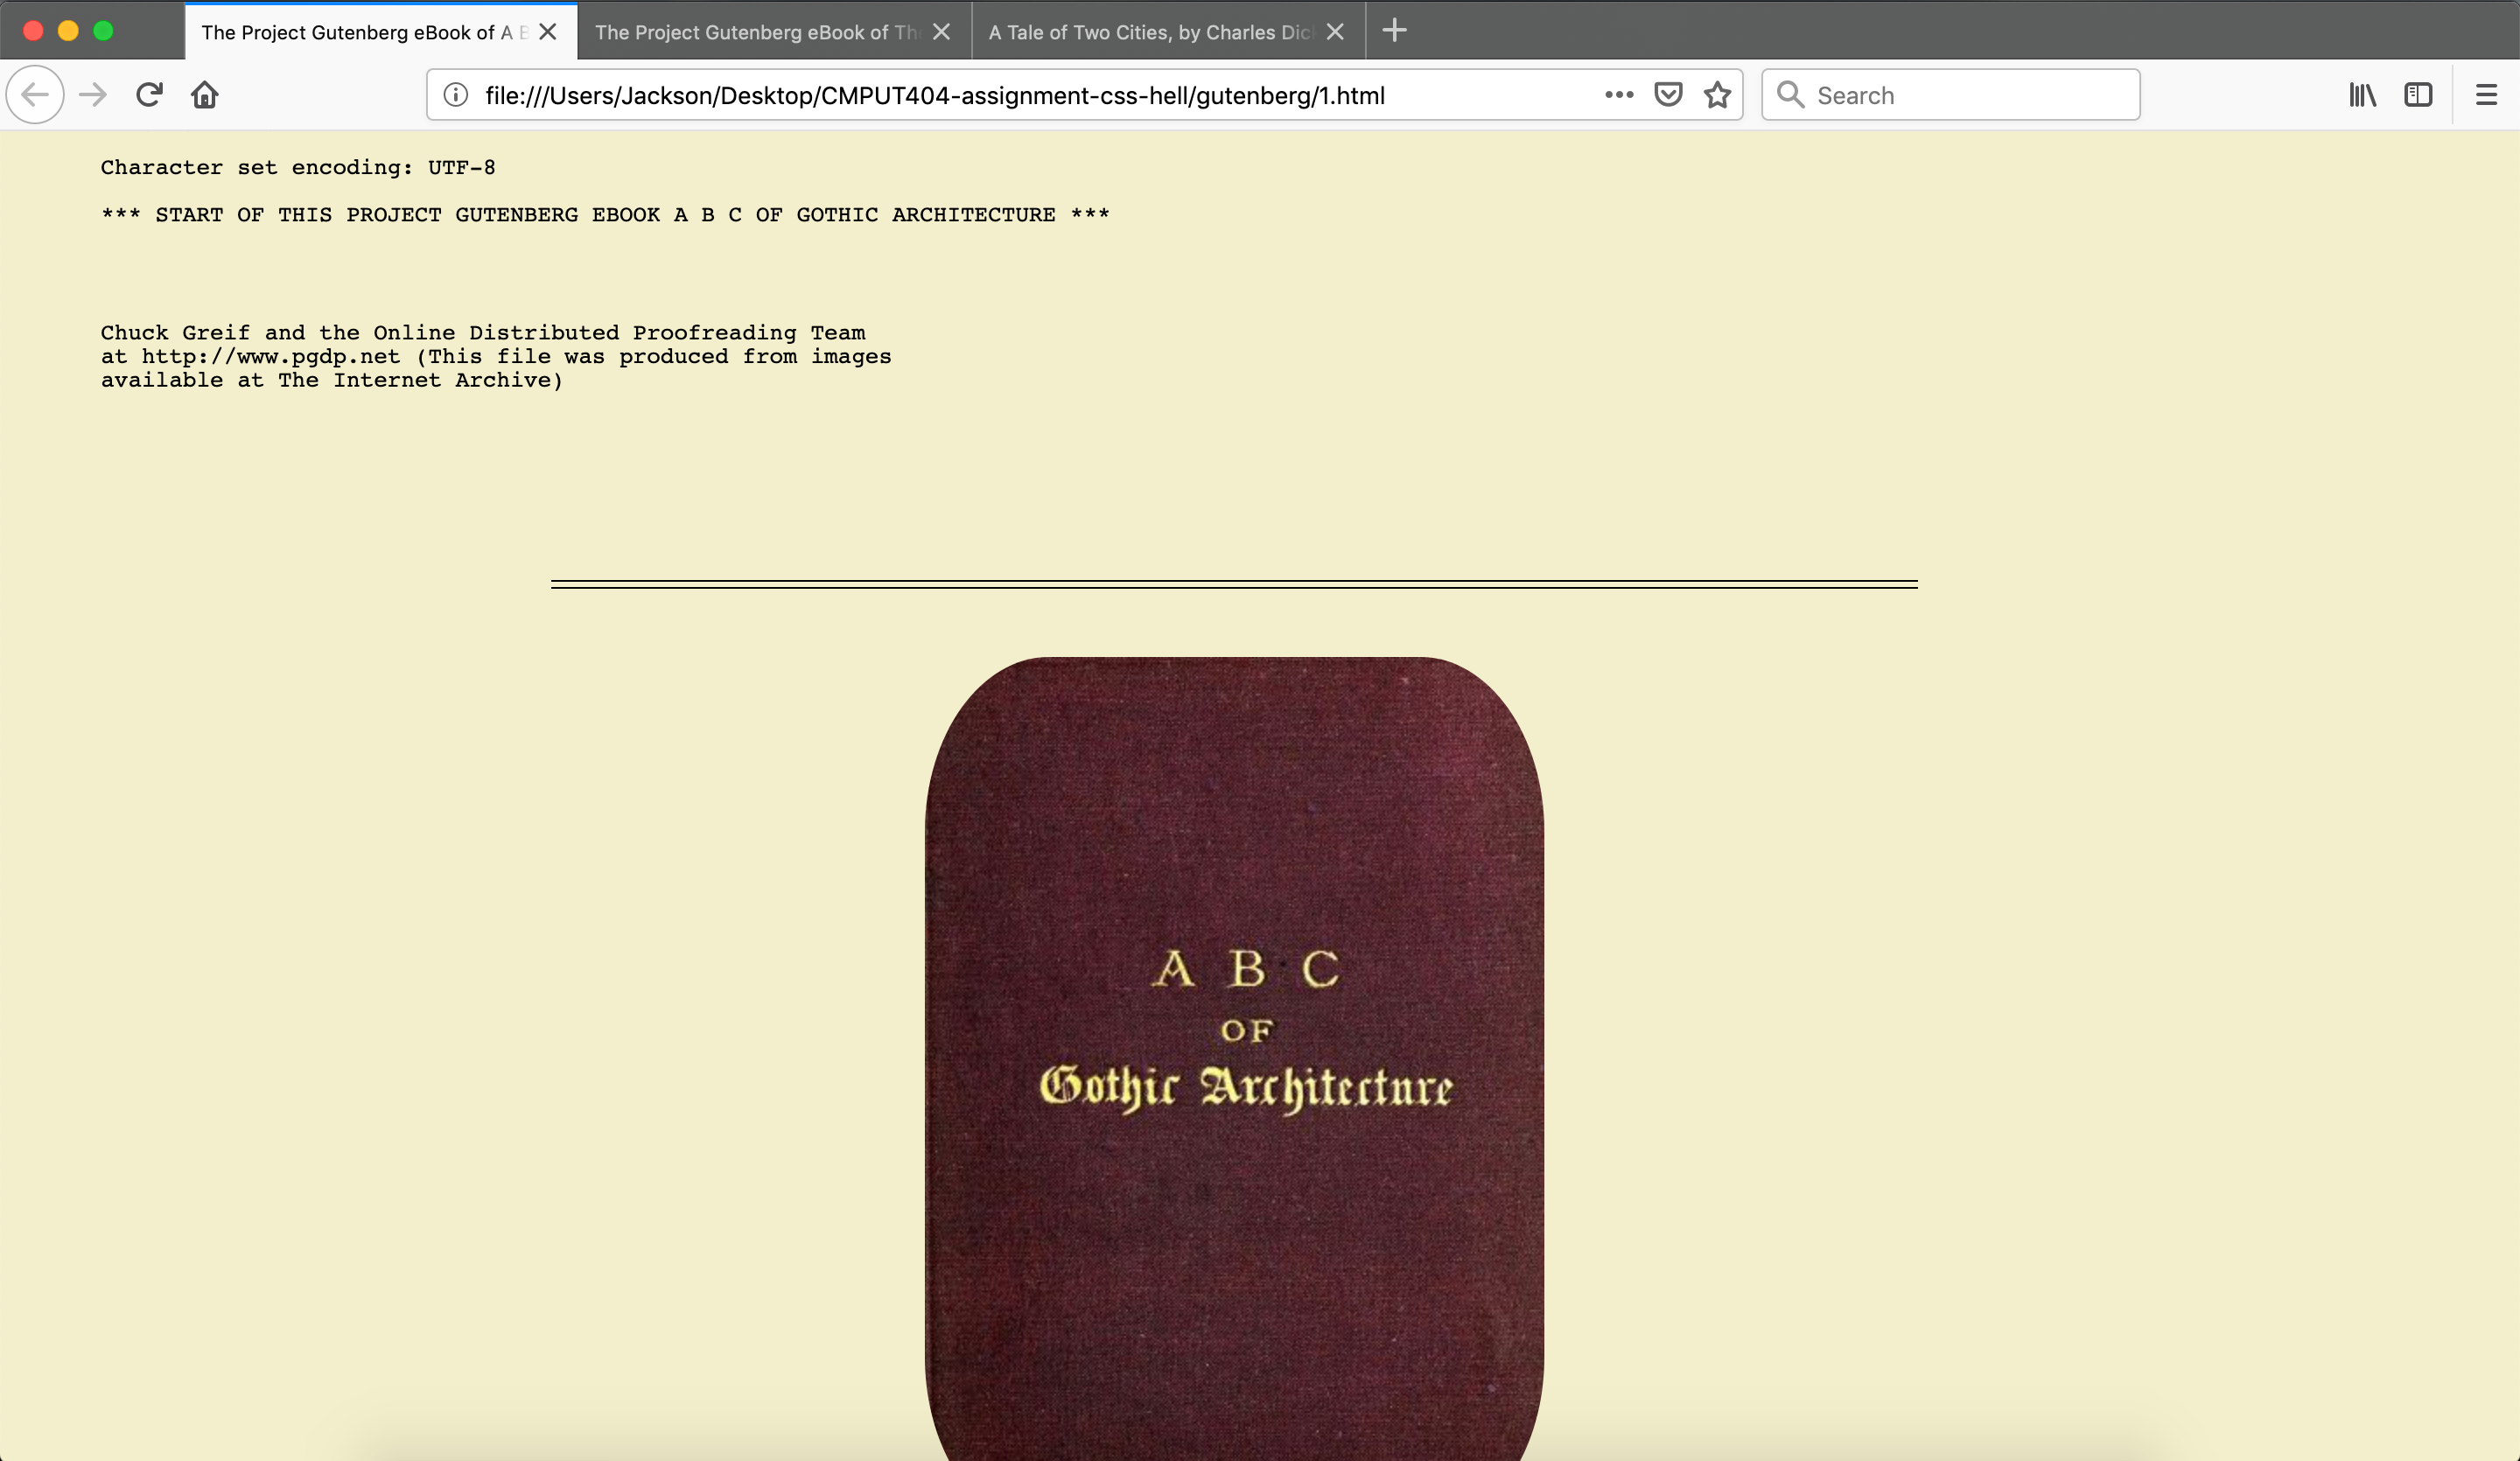 The Project Gutenberg eBook of A B
The Project Gutenberg eBook of Th
A Tale of Two Cities, by Charles Dic
file:///Users/Jackson/Desktop/CMPUT404-assignment-css-hell/gutenberg/1.html
Search
Character set encoding: UTF-8
*** START OF THIS PROJECT GUTENBERG EBOOK A B C OF GOTHIC ARCHITECTURE ***
Chuck Greif and the Online Distributed Proofreading Team
at http://www.pgdp.net (This file was produced from images
available at The Internet Archive)
A B C
OF
Gothic Architecture